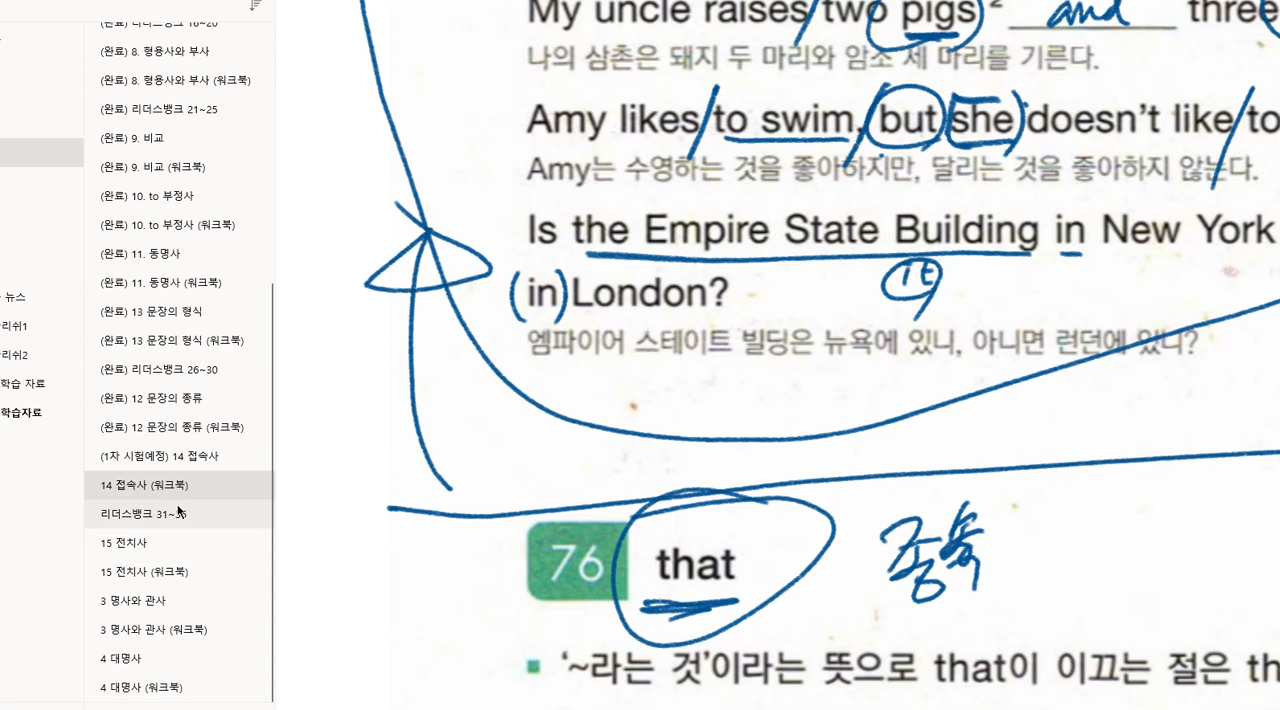 (완료) 리더스뱅크 16~20
(완료) 8. 형용사와 부사
(완료) 8. 형용사와 부사 (워크북)
(완료) 리더스뱅크 21~25
(완료) 9. 비교
(완료) 9. 비교 (워크북)
(완료) 10. to 부정사
(완료) 10. to 부정사 (워크북)
(완료) 11. 동명사
(완료) 11. 동명사 (워크북)
(완료) 13 문장의 형식
(완료) 13 문장의 형식 (워크북)
(완료) 리더스뱅크 26~30
(완료) 12 문장의 종류
(완료) 12 문장의 종류 (워크북)
(1차 시험예정) 14 접속사
14 접속사 (워크북)
리더스뱅크 31~
15 전치사
15 전치사 (워크북)
3 명사와 관사
3 명사와 관사 (워크북)
4 대명사
4 대명사 (워크북)
뉴스
리쉬1
리쉬2
학습 자료
학습자료
My uncle raises two pigs 2 and three
나의 삼촌은 돼지 두 마리와 암소 세 마리를 기른다.
Amy likes to swim, but she doesn't like to
Amy는 수영하는 것을 좋아하지만, 달리는 것을 좋아하지 않는다.
Is the Empire State Building in New York
(in) London?
엠파이어 스테이트 빌딩은 뉴욕에 있니, 아니면 런던에 있니?
76 that
■ '~라는 것'이라는 뜻으로 that이 이끄는 절은 th